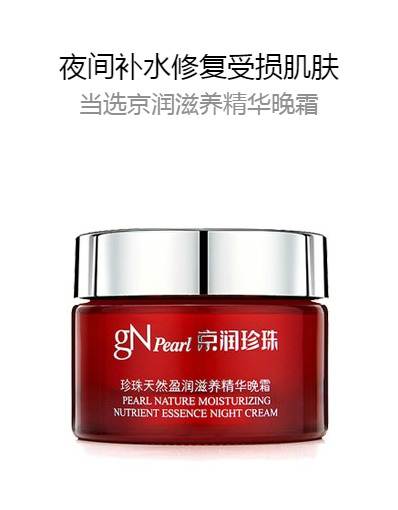 夜间补水修复受损肌肤
当选京润滋养精华晚霜
gN Pearl 京润珍珠
珍珠天然盈润滋养精华晚霜
PEARL NATURE MOISTURIZING
NUTRIENT ESSENCE NIGHT CREAM